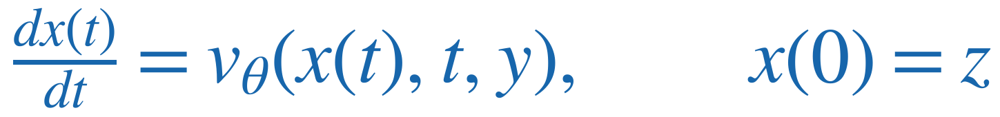 dx(t)/dt = v_θ(x(t), t, y), x(0) = z